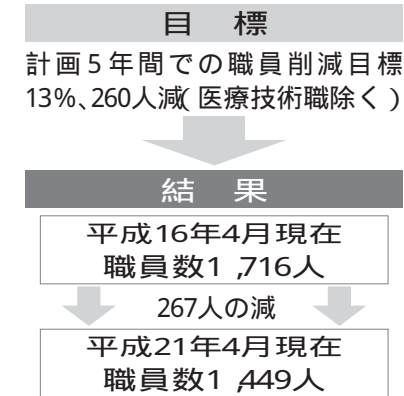 目 標
計画5年間での職員削減目標
13%、260人減(医療技術職除く)
結 果
平成16年4月現在
職員数1,716人
267人の減
平成21年4月現在
職員数1,449人